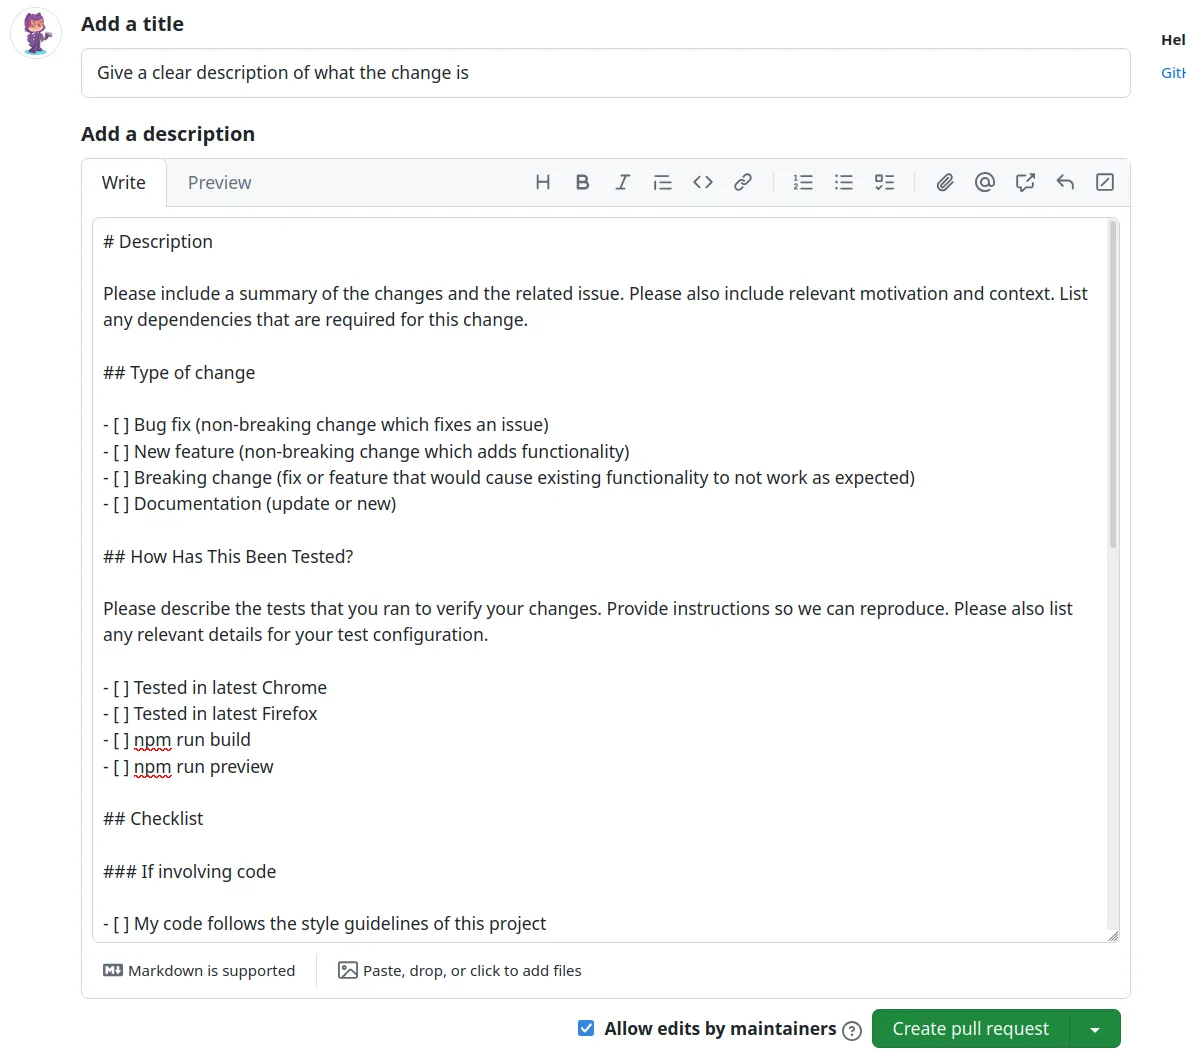 Add a title
Hel
Give a clear description of what the change is
GitH
Add a description
Write Preview
# Description
Please include a summary of the changes and the related issue. Please also include relevant motivation and context. List
any dependencies that are required for this change.
## Type of change
- [ ] Bug fix (non-breaking change which fixes an issue)
- [ ] New feature (non-breaking change which adds functionality)
- [ ] Breaking change (fix or feature that would cause existing functionality to not work as expected)
- [ ] Documentation (update or new)
## How Has This Been Tested?
Please describe the tests that you ran to verify your changes. Provide instructions so we can reproduce. Please also list
any relevant details for your test configuration.
- [ ] Tested in latest Chrome
- [ ] Tested in latest Firefox
- [ ] npm run build
- [ ] npm run preview
## Checklist
### If involving code
- [ ] My code follows the style guidelines of this project
Markdown is supported
Paste, drop, or click to add files
Allow edits by maintainers
Create pull request